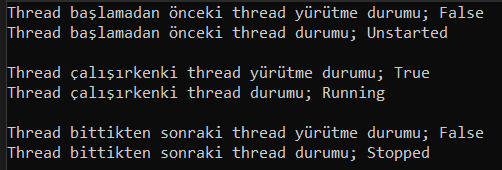 Thread başlamadan önceki thread yürütme durumu; False
Thread başlamadan önceki thread durumu; Unstarted
Thread çalışırkenki thread yürütme durumu; True
Thread çalışırkenki thread durumu; Running
Thread bittikten sonraki thread yürütme durumu; False
Thread bittikten sonraki thread durumu; Stopped